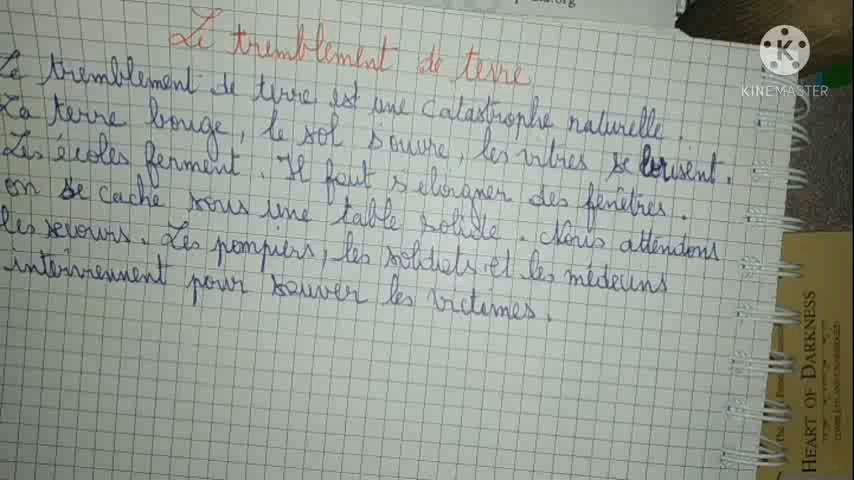 Le tremblement de terre
Le tremblement de terre est une catastrophe naturelle.
La terre bouge, le sol s'ouvre, les vitres se brisent.
Les écoles ferment. Il faut s'éloigner des fenêtres.
on se cache sous une table solide. Nous attendons
les secours. Les pompiers, les soldats et les médecins
interviennent pour sauver les victimes.
KINEMASTER
HEART OF DARKNESS